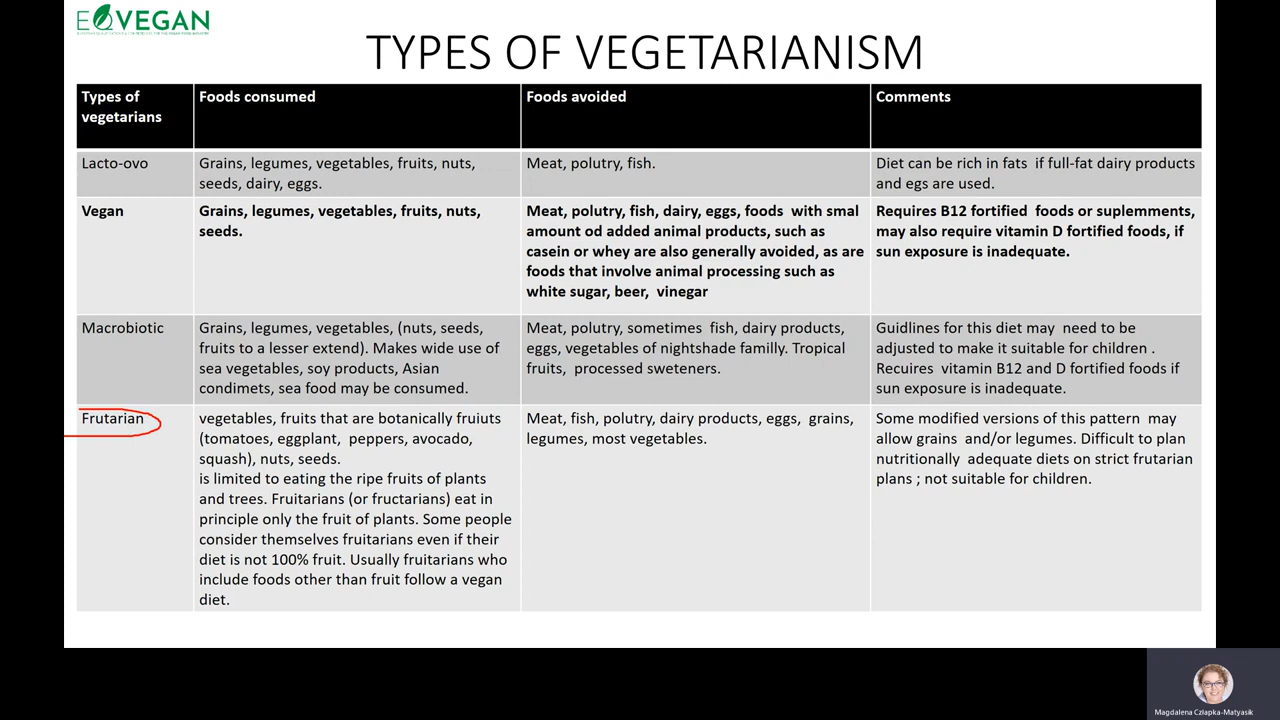 EQVEGAN
TYPES OF VEGETARIANISM
Types of
vegetarians
Foods consumed
Foods avoided
Comments
Lacto-ovo
Grains, legumes, vegetables, fruits, nuts,
seeds, dairy, eggs.
Meat, polutry, fish.
Diet can be rich in fats if full-fat dairy products
and egs are used.
Vegan
Grains, legumes, vegetables, fruits, nuts,
seeds.
Meat, polutry, fish, dairy, eggs, foods with smal
amount od added animal products, such as
casein or whey are also generally avoided, as are
foods that involve animal processing such as
white sugar, beer, vinegar
Requires B12 fortified foods or suplemments,
may also require vitamin D fortified foods, if
sun exposure is inadequate.
Macrobiotic
Grains, legumes, vegetables, (nuts, seeds,
fruits to a lesser extend). Makes wide use of
sea vegetables, soy products, Asian
condimets, sea food may be consumed.
Meat, polutry, sometimes fish, dairy products,
eggs, vegetables of nightshade familly. Tropical
fruits, processed sweteners.
Guidlines for this diet may need to be
adjusted to make it suitable for children .
Recuires vitamin B12 and D fortified foods if
sun exposure is inadequate.
Frutarian
vegetables, fruits that are botanically fruiuts
(tomatoes, eggplant, peppers, avocado,
squash), nuts, seeds.
is limited to eating the ripe fruits of plants
and trees. Fruitarians (or fructarians) eat in
principle only the fruit of plants. Some people
consider themselves fruitarians even if their
diet is not 100% fruit. Usually fruitarians who
include foods other than fruit follow a vegan
diet.
Meat, fish, polutry, dairy products, eggs, grains,
legumes, most vegetables.
Some modified versions of this pattern may
allow grains and/or legumes. Difficult to plan
nutritionally adequate diets on strict frutarian
plans ; not suitable for children.
Magdalena Człapka-Matyasik